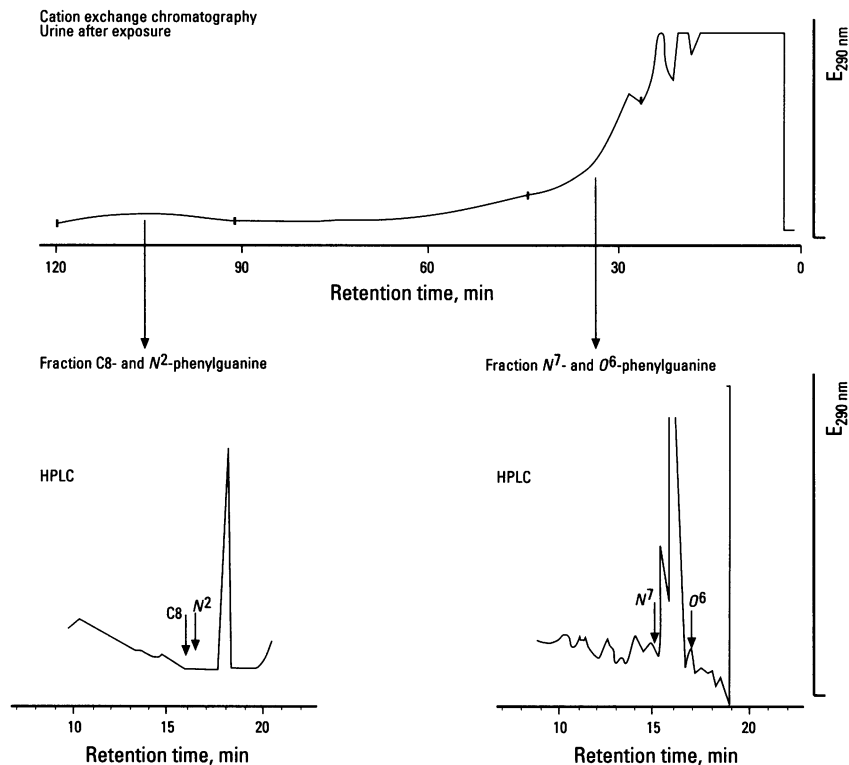 Cation exchange chromatography
Urine after exposure
E290 nm
120 90 60 30 0
Retention time, min
Fraction C8- and N2-phenylguanine
Fraction N7- and O6-phenylguanine
E290 nm
HPLC
HPLC
C8 N2
N7 O6
10 15 20
10 15 20
Retention time, min
Retention time, min